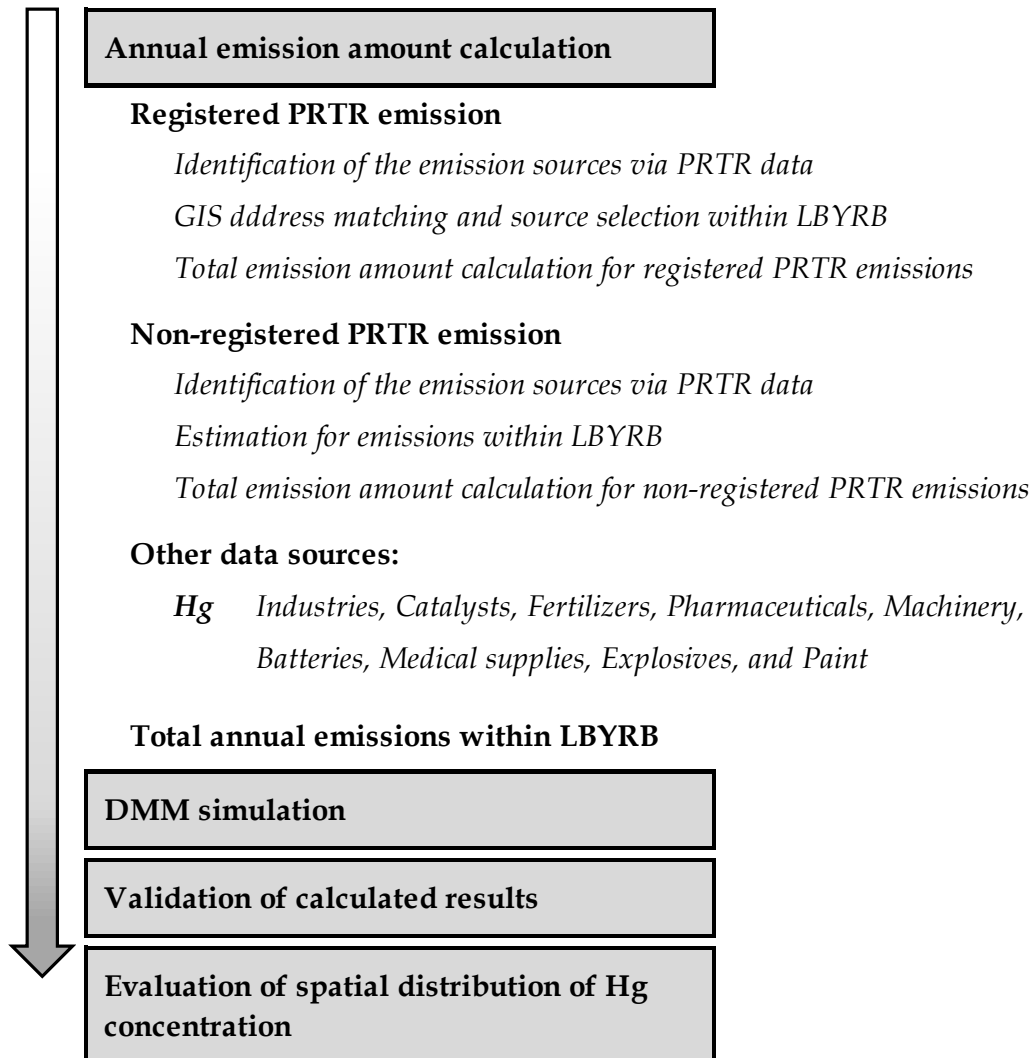 Annual emission amount calculation
Registered PRTR emission
Identification of the emission sources via PRTR data
GIS dddress matching and source selection within LBYRB
Total emission amount calculation for registered PRTR emissions
Non-registered PRTR emission
Identification of the emission sources via PRTR data
Estimation for emissions within LBYRB
Total emission amount calculation for non-registered PRTR emissions
Other data sources:
Hg Industries, Catalysts, Fertilizers, Pharmaceuticals, Machinery,
Batteries, Medical supplies, Explosives, and Paint
Total annual emissions within LBYRB
DMM simulation
Validation of calculated results
Evaluation of spatial distribution of Hg
concentration